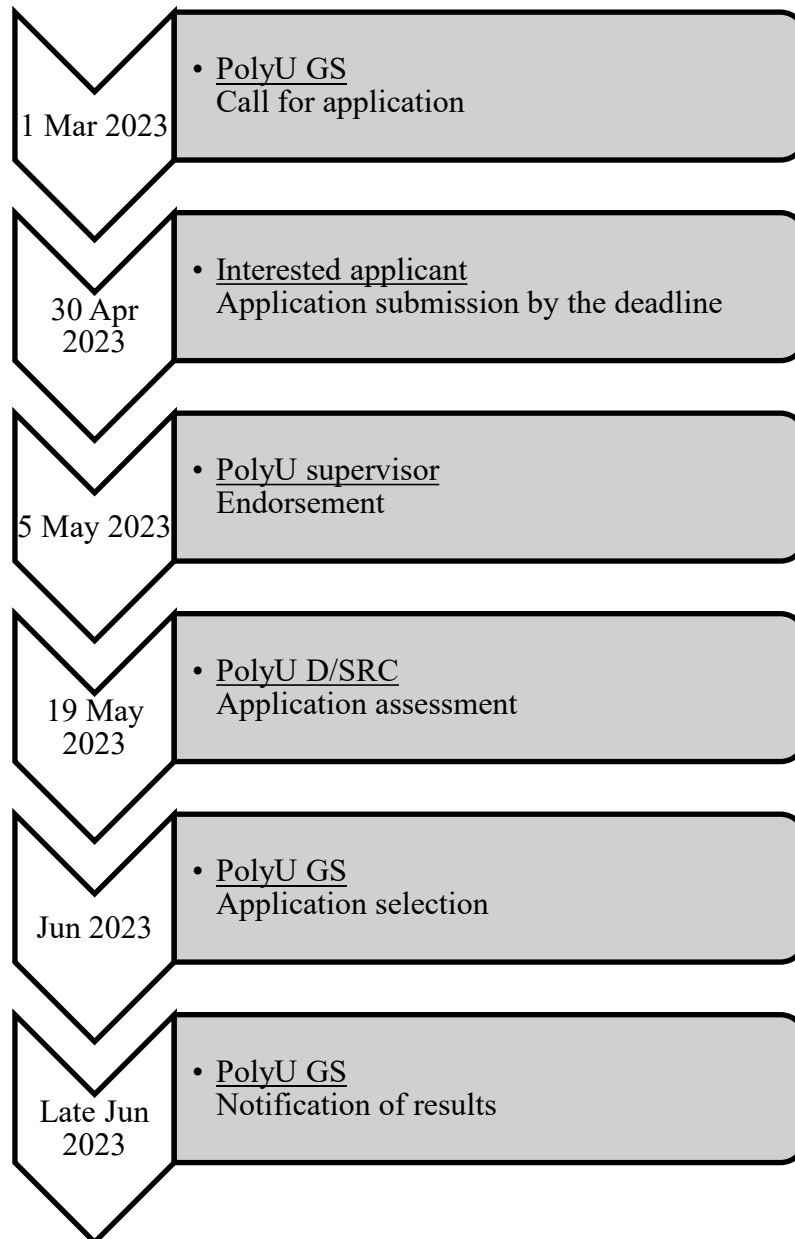 1 Mar 2023
• PolyU GS
Call for application
30 Apr
2023
• Interested applicant
Application submission by the deadline
5 May 2023
• PolyU supervisor
Endorsement
19 May
2023
• PolyU D/SRC
Application assessment
Jun 2023
• PolyU GS
Application selection
Late Jun
2023
• PolyU GS
Notification of results